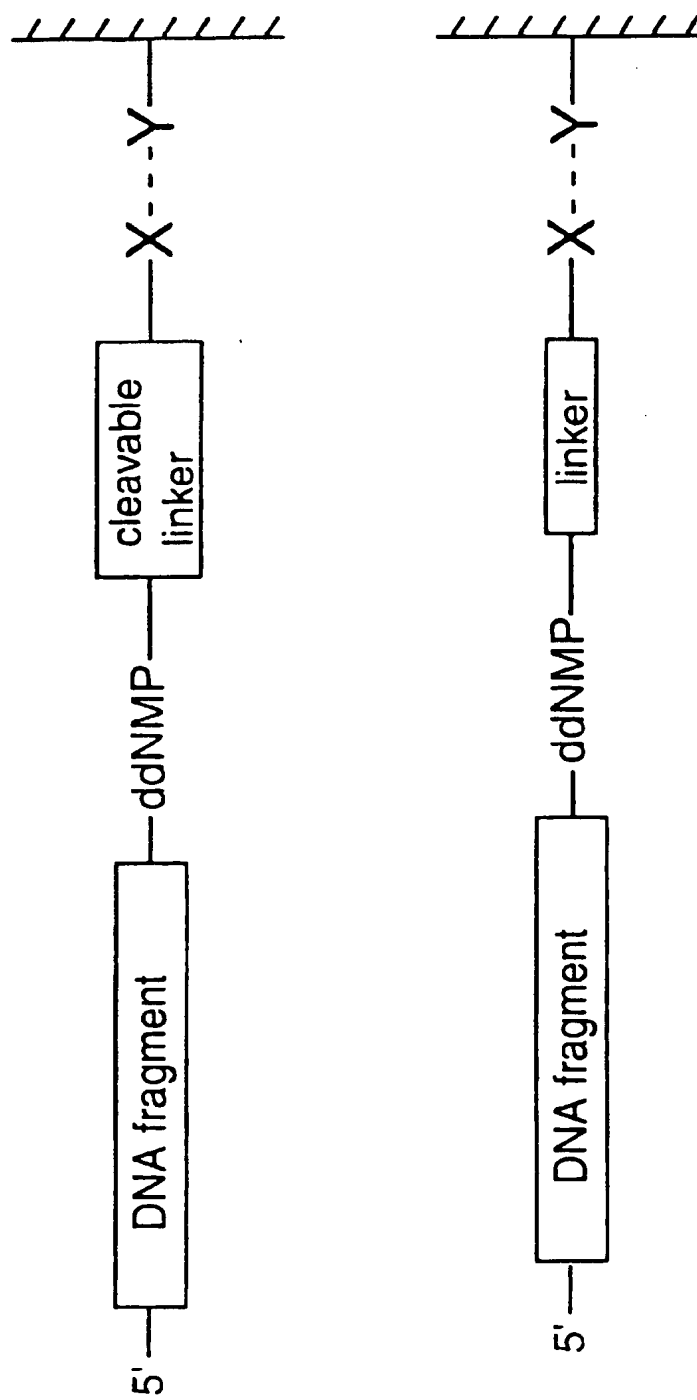 5' DNA fragment ddNMP cleavable
linker X---Y
5' DNA fragment ddNMP linker X---Y